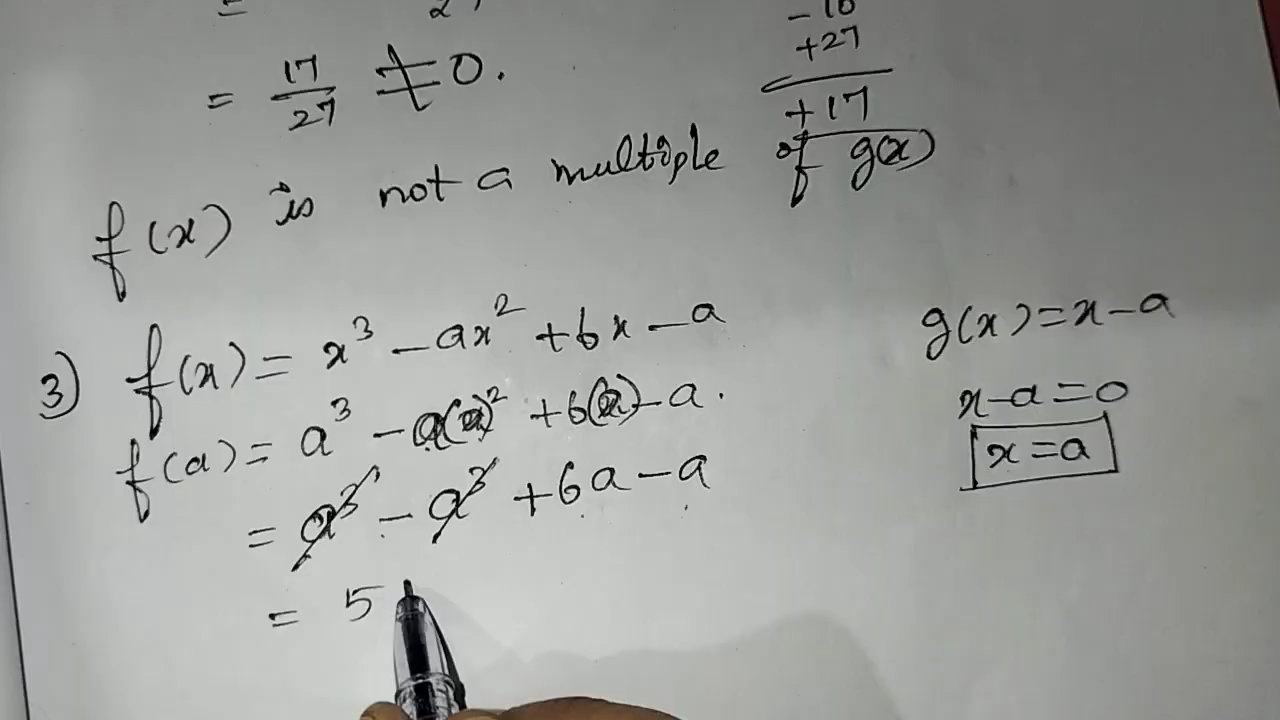 = 17/27 ≠ 0.
+27
+17
f(x) is not a multiple of g(x)
3) f(x) = x³ - ax² + 6x - a
g(x) = x - a
f(a) = a³ - a(a)² + 6(a) - a.
x - a = 0
x = a
= a³ - a³ + 6a - a
= 5